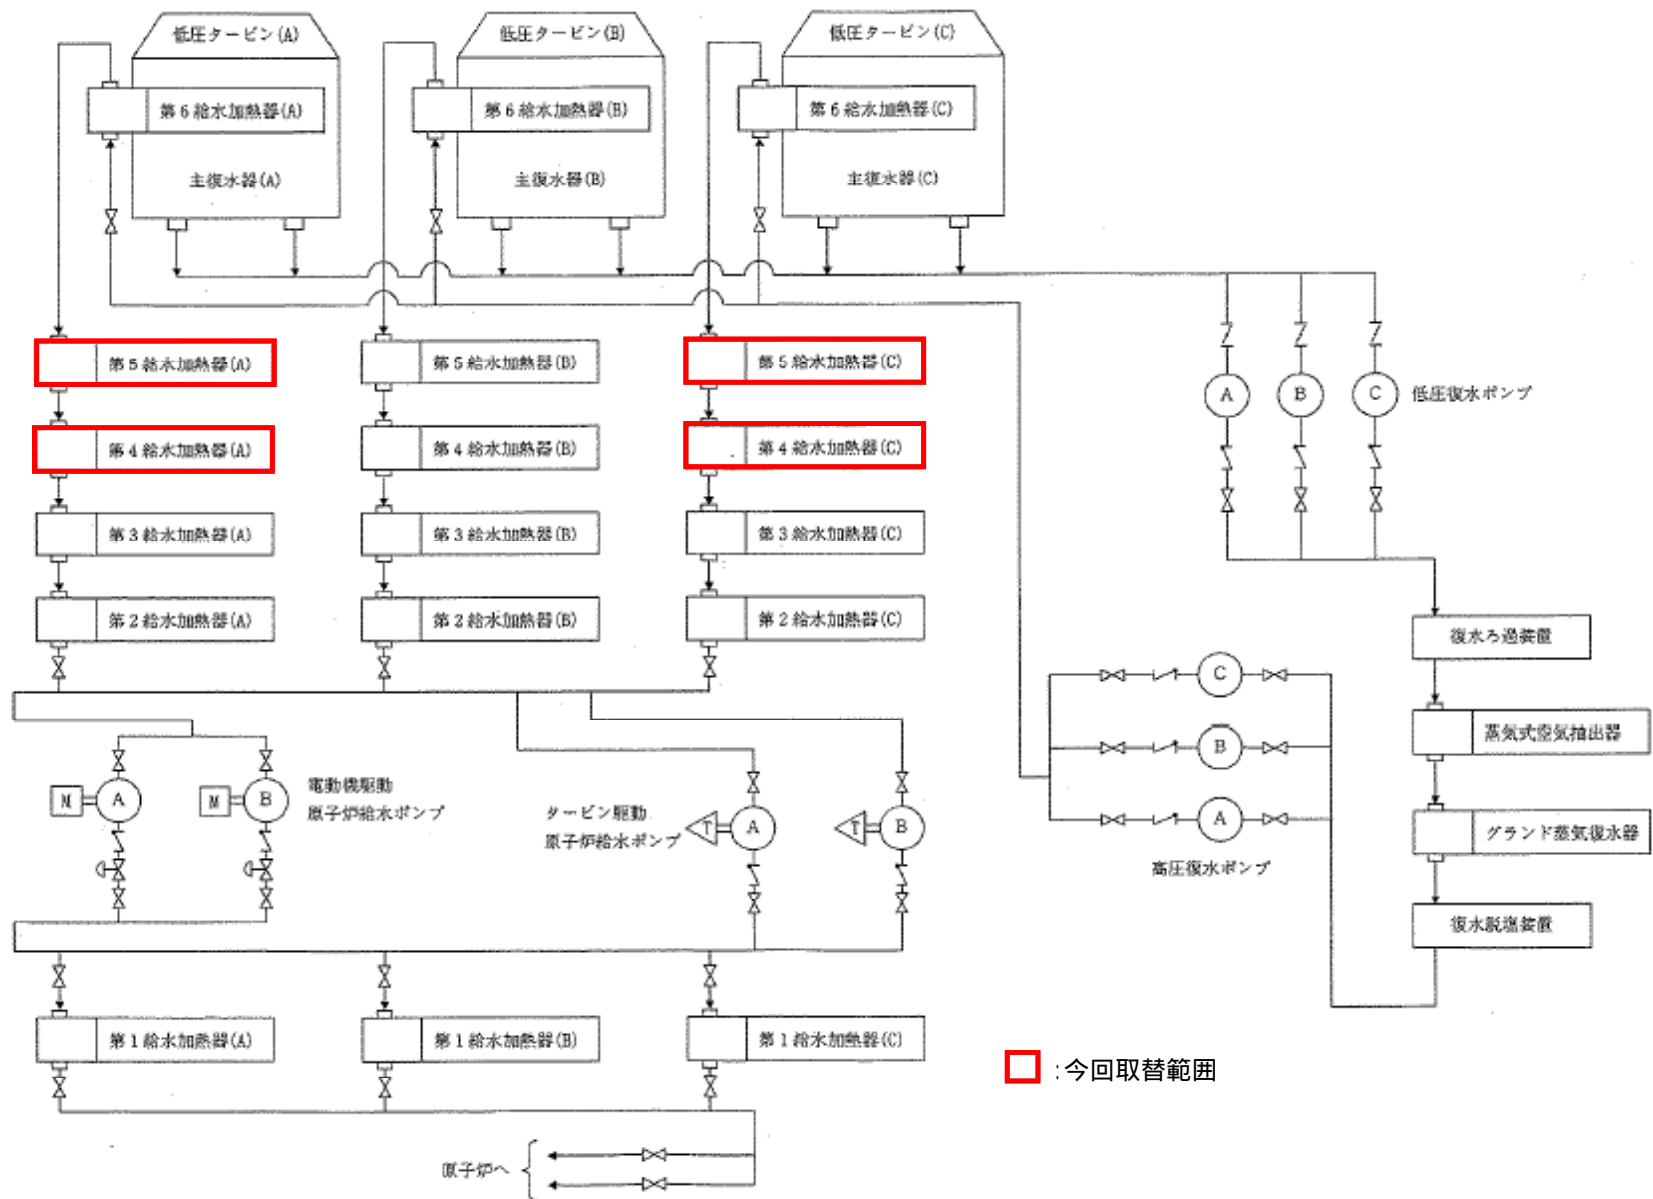 低圧タービン(A)
低圧タービン(B)
低圧タービン(C)
第6給水加熱器(A)
第6給水加熱器(B)
第6給水加熱器(C)
主復水器(A)
主復水器(B)
主復水器(C)
第5給水加熱器(A)
第5給水加熱器(B)
第5給水加熱器(C)
A
B
C
低圧復水ポンプ
第4給水加熱器(A)
第4給水加熱器(B)
第4給水加熱器(C)
第3給水加熱器(A)
第3給水加熱器(B)
第3給水加熱器(C)
第2給水加熱器(A)
第2給水加熱器(B)
第2給水加熱器(C)
復水ろ過装置
C
蒸気式空気抽出器
B
M
A
M
B
電動機駆動
原子炉給水ポンプ
タービン駆動
原子炉給水ポンプ
T
A
T
B
A
グランド蒸気復水器
高圧復水ポンプ
復水脱塩装置
第1給水加熱器(A)
第1給水加熱器(B)
第1給水加熱器(C)
:今回取替範囲
原子炉へ